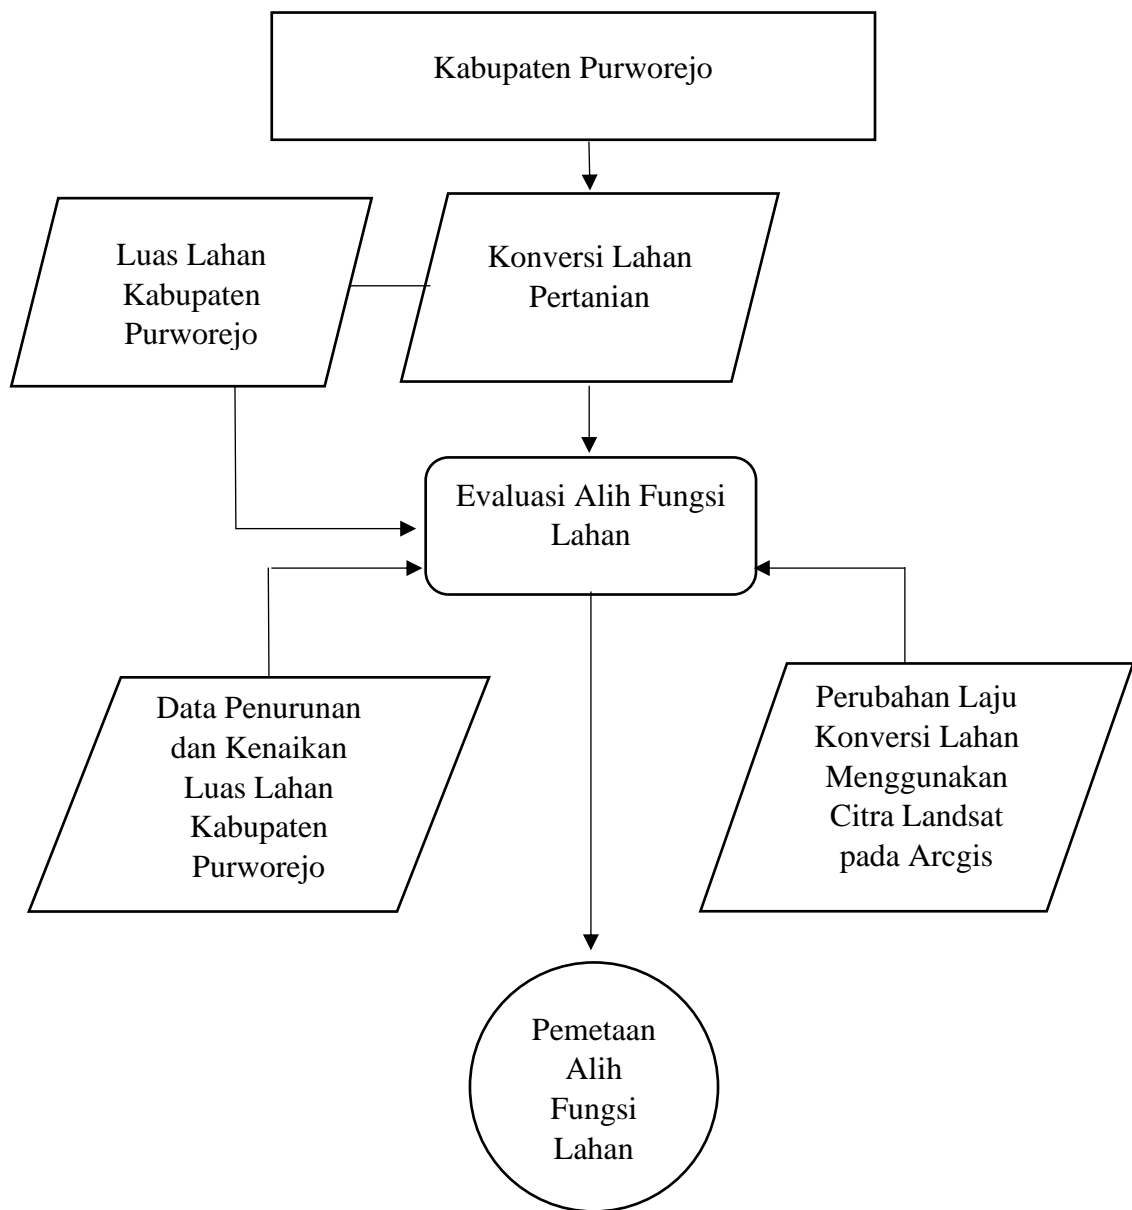 Kabupaten Purworejo
Luas Lahan
Kabupaten
Purworejo
Konversi Lahan
Pertanian
Evaluasi Alih Fungsi
Lahan
Data Penurunan
dan Kenaikan
Luas Lahan
Kabupaten
Purworejo
Perubahan Laju
Konversi Lahan
Menggunakan
Citra Landsat
pada Arcgis
Pemetaan
Alih
Fungsi
Lahan